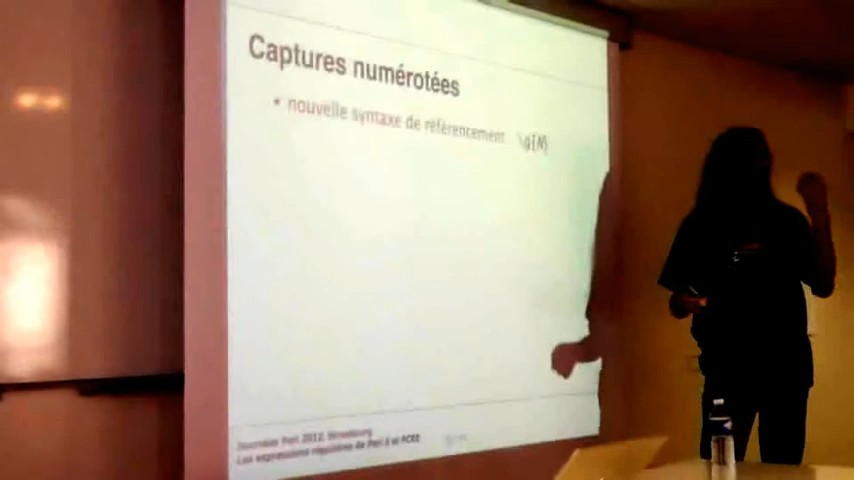 Captures numérotées
• nouvelle syntaxe de référencement \g{N}
Journées Perl 2012, Strasbourg
Les expressions régulières de Perl 5 et PCRE